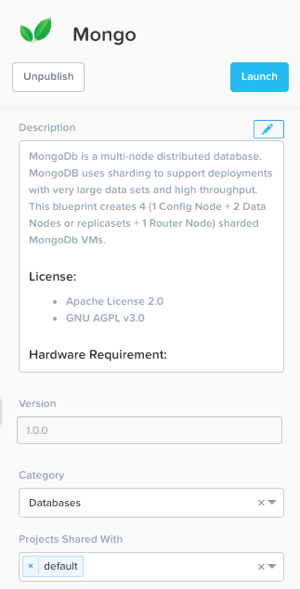 Mongo
Unpublish
Launch
Description
MongoDb is a multi-node distributed database.
MongoDB uses sharding to support deployments
with very large data sets and high throughput.
This blueprint creates 4 (1 Config Node + 2 Data
Nodes or replicasets + 1 Router Node) sharded
MongoDb VMs.
License:
• Apache License 2.0
• GNU AGPL v3.0
Hardware Requirement:
Version
1.0.0
Category
Databases
Projects Shared With
× default